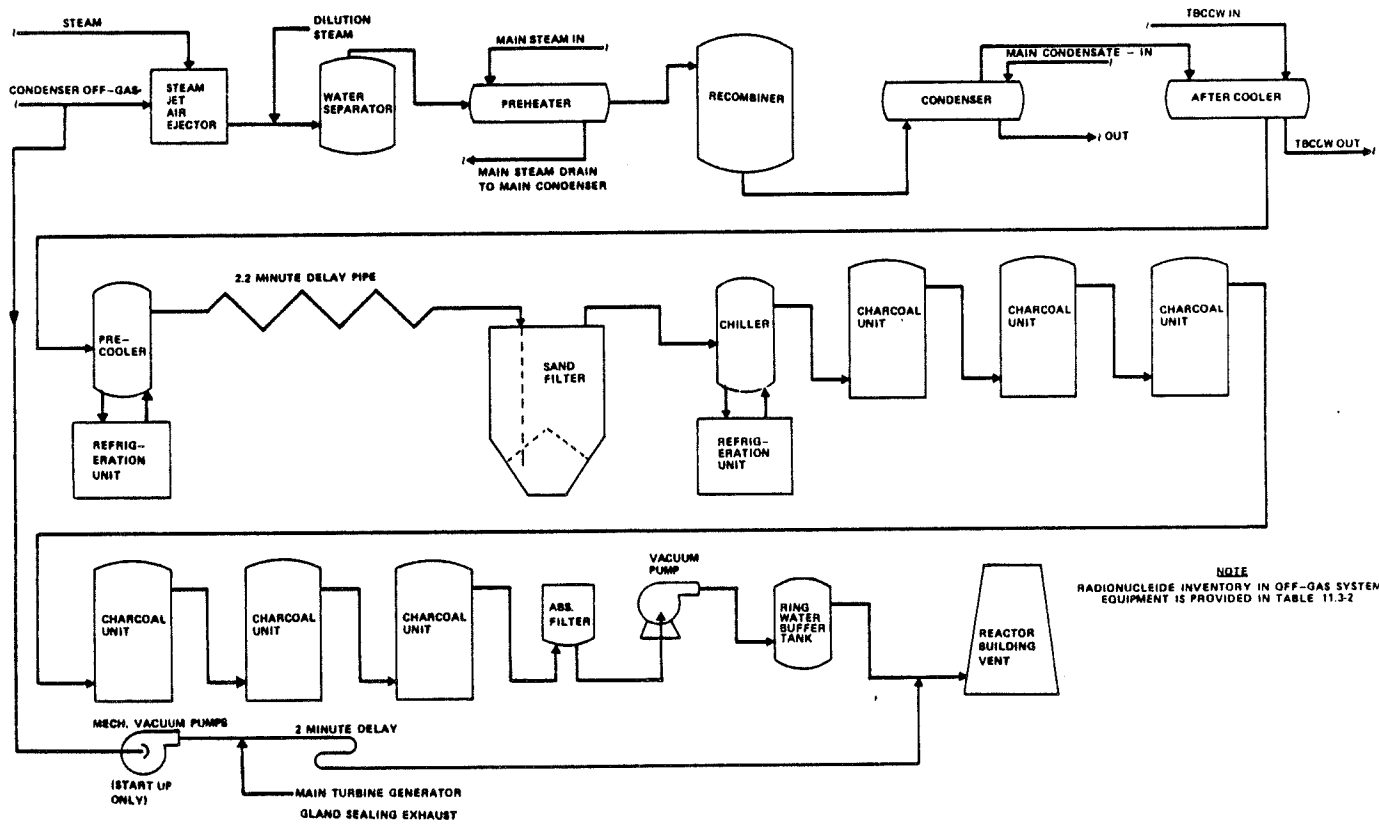 STEAM
DILUTION
STEAM
TBCCW IN
CONDENSER OFF-GAS
STEAM
JET
AIR
EJECTOR
WATER
SEPARATOR
MAIN STEAM IN
PREHEATER
MAIN STEAM DRAIN
TO MAIN CONDENSER
RECOMBINER
MAIN CONDENSATE - IN
CONDENSER
OUT
AFTER COOLER
TBCCW OUT
2.2 MINUTE DELAY PIPE
PRE-
COOLER
REFRIG-
ERATION
UNIT
SAND
FILTER
CHILLER
REFRIG-
ERATION
UNIT
CHARCOAL
UNIT
CHARCOAL
UNIT
CHARCOAL
UNIT
CHARCOAL
UNIT
CHARCOAL
UNIT
CHARCOAL
UNIT
ABS.
FILTER
VACUUM
PUMP
RING
WATER
BUFFER
TANK
REACTOR
BUILDING
VENT
NOTE
RADIONUCLEIDE INVENTORY IN OFF-GAS SYSTEM
EQUIPMENT IS PROVIDED IN TABLE 11.3-2
MECH. VACUUM PUMPS
(START UP
ONLY)
2 MINUTE DELAY
MAIN TURBINE GENERATOR
GLAND SEALING EXHAUST